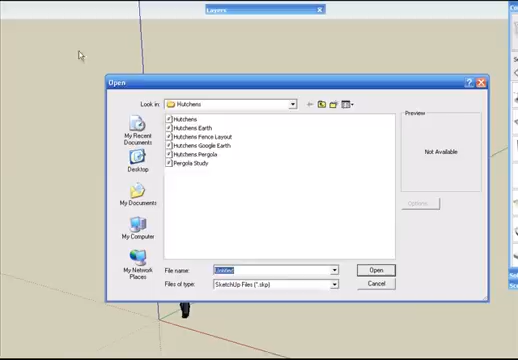 Layers
Open
Look in:
Hutchens
Preview
Not Available
Options...
My Recent
Documents
Desktop
My Documents
My Computer
My Network
Places
Hutchens
Hutchens Earth
Hutchens Fence Layout
Hutchens Google Earth
Hutchens Pergola
Pergola Study
File name:
Untitled
Open
Files of type:
SketchUp Files (*.skp)
Cancel